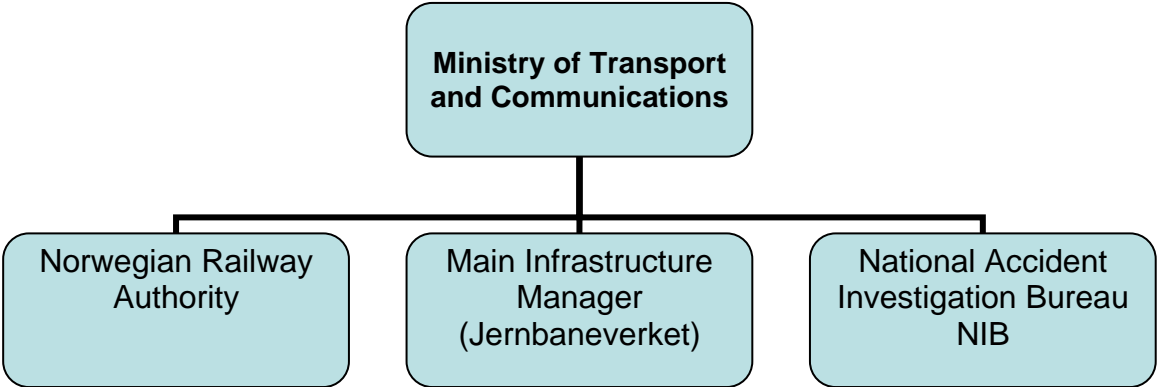 Ministry of Transport
and Communications
Norwegian Railway
Authority
Main Infrastructure
Manager
(Jernbaneverket)
National Accident
Investigation Bureau
NIB